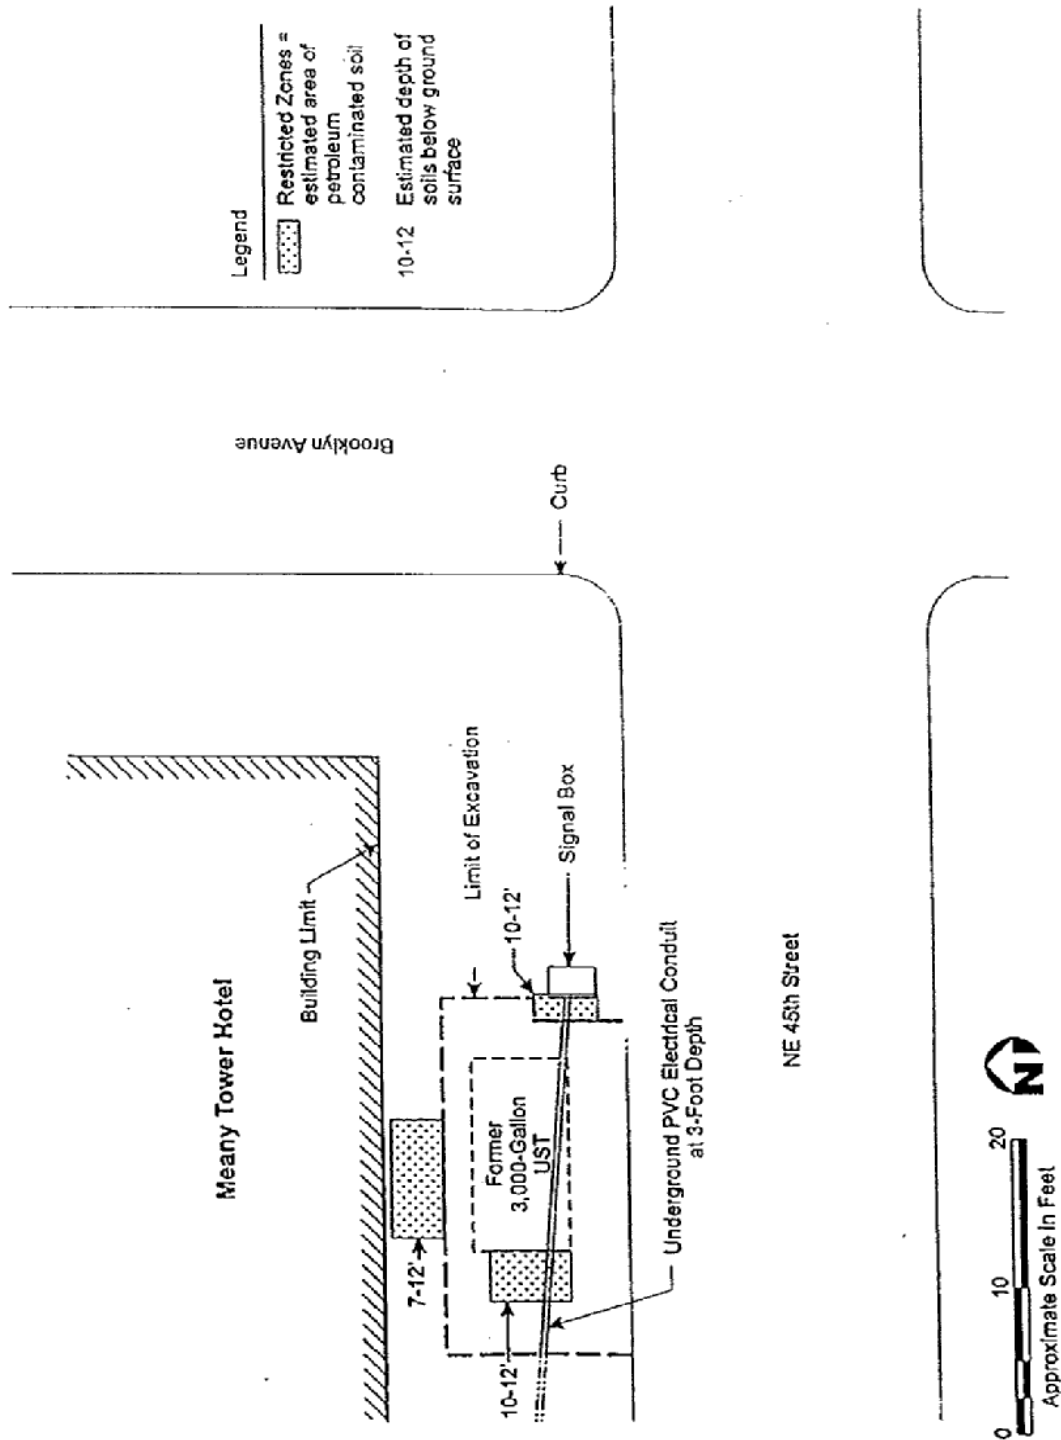 Legend
Restricted Zones =
estimated area of
petroleum
contaminated soil
10-12 Estimated depth of
soils below ground
surface
Brooklyn Avenue
Curb
Meany Tower Hotel
Building Limit
Limit of Excavation
10-12'
Signal Box
7-12'
Former
3,000-Gallon
UST
10-12'
Underground PVC Electrical Conduit
at 3-Foot Depth
NE 45th Street
N
0 10 20
Approximate Scale In Feet